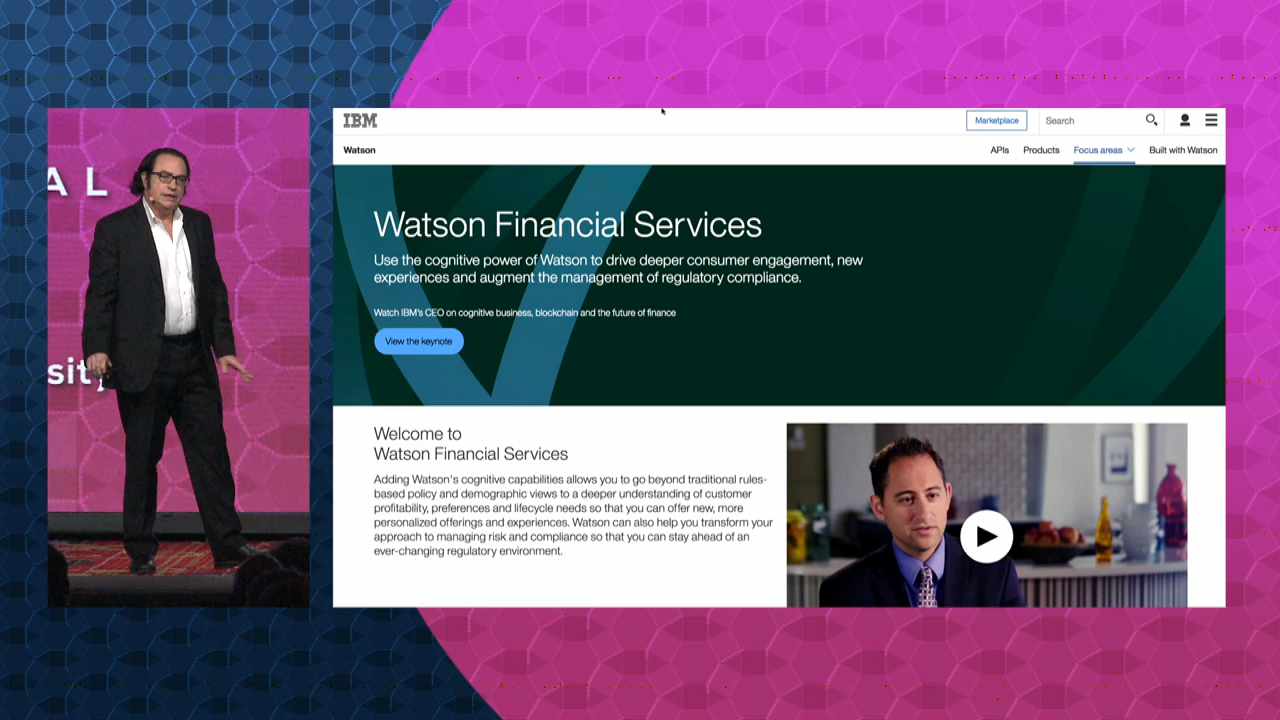 A L
sity
IBM
Marketplace
Search
Watson
APIs
Products
Focus areas
Built with Watson
Watson Financial Services
Use the cognitive power of Watson to drive deeper consumer engagement, new
experiences and augment the management of regulatory compliance.
Watch IBM's CEO on cognitive business, blockchain and the future of finance
View the keynote
Welcome to
Watson Financial Services
Adding Watson's cognitive capabilities allows you to go beyond traditional rules-
based policy and demographic views to a deeper understanding of customer
profitability, preferences and lifecycle needs so that you can offer new, more
personalized offerings and experiences. Watson can also help you transform your
approach to managing risk and compliance so that you can stay ahead of an
ever-changing regulatory environment.